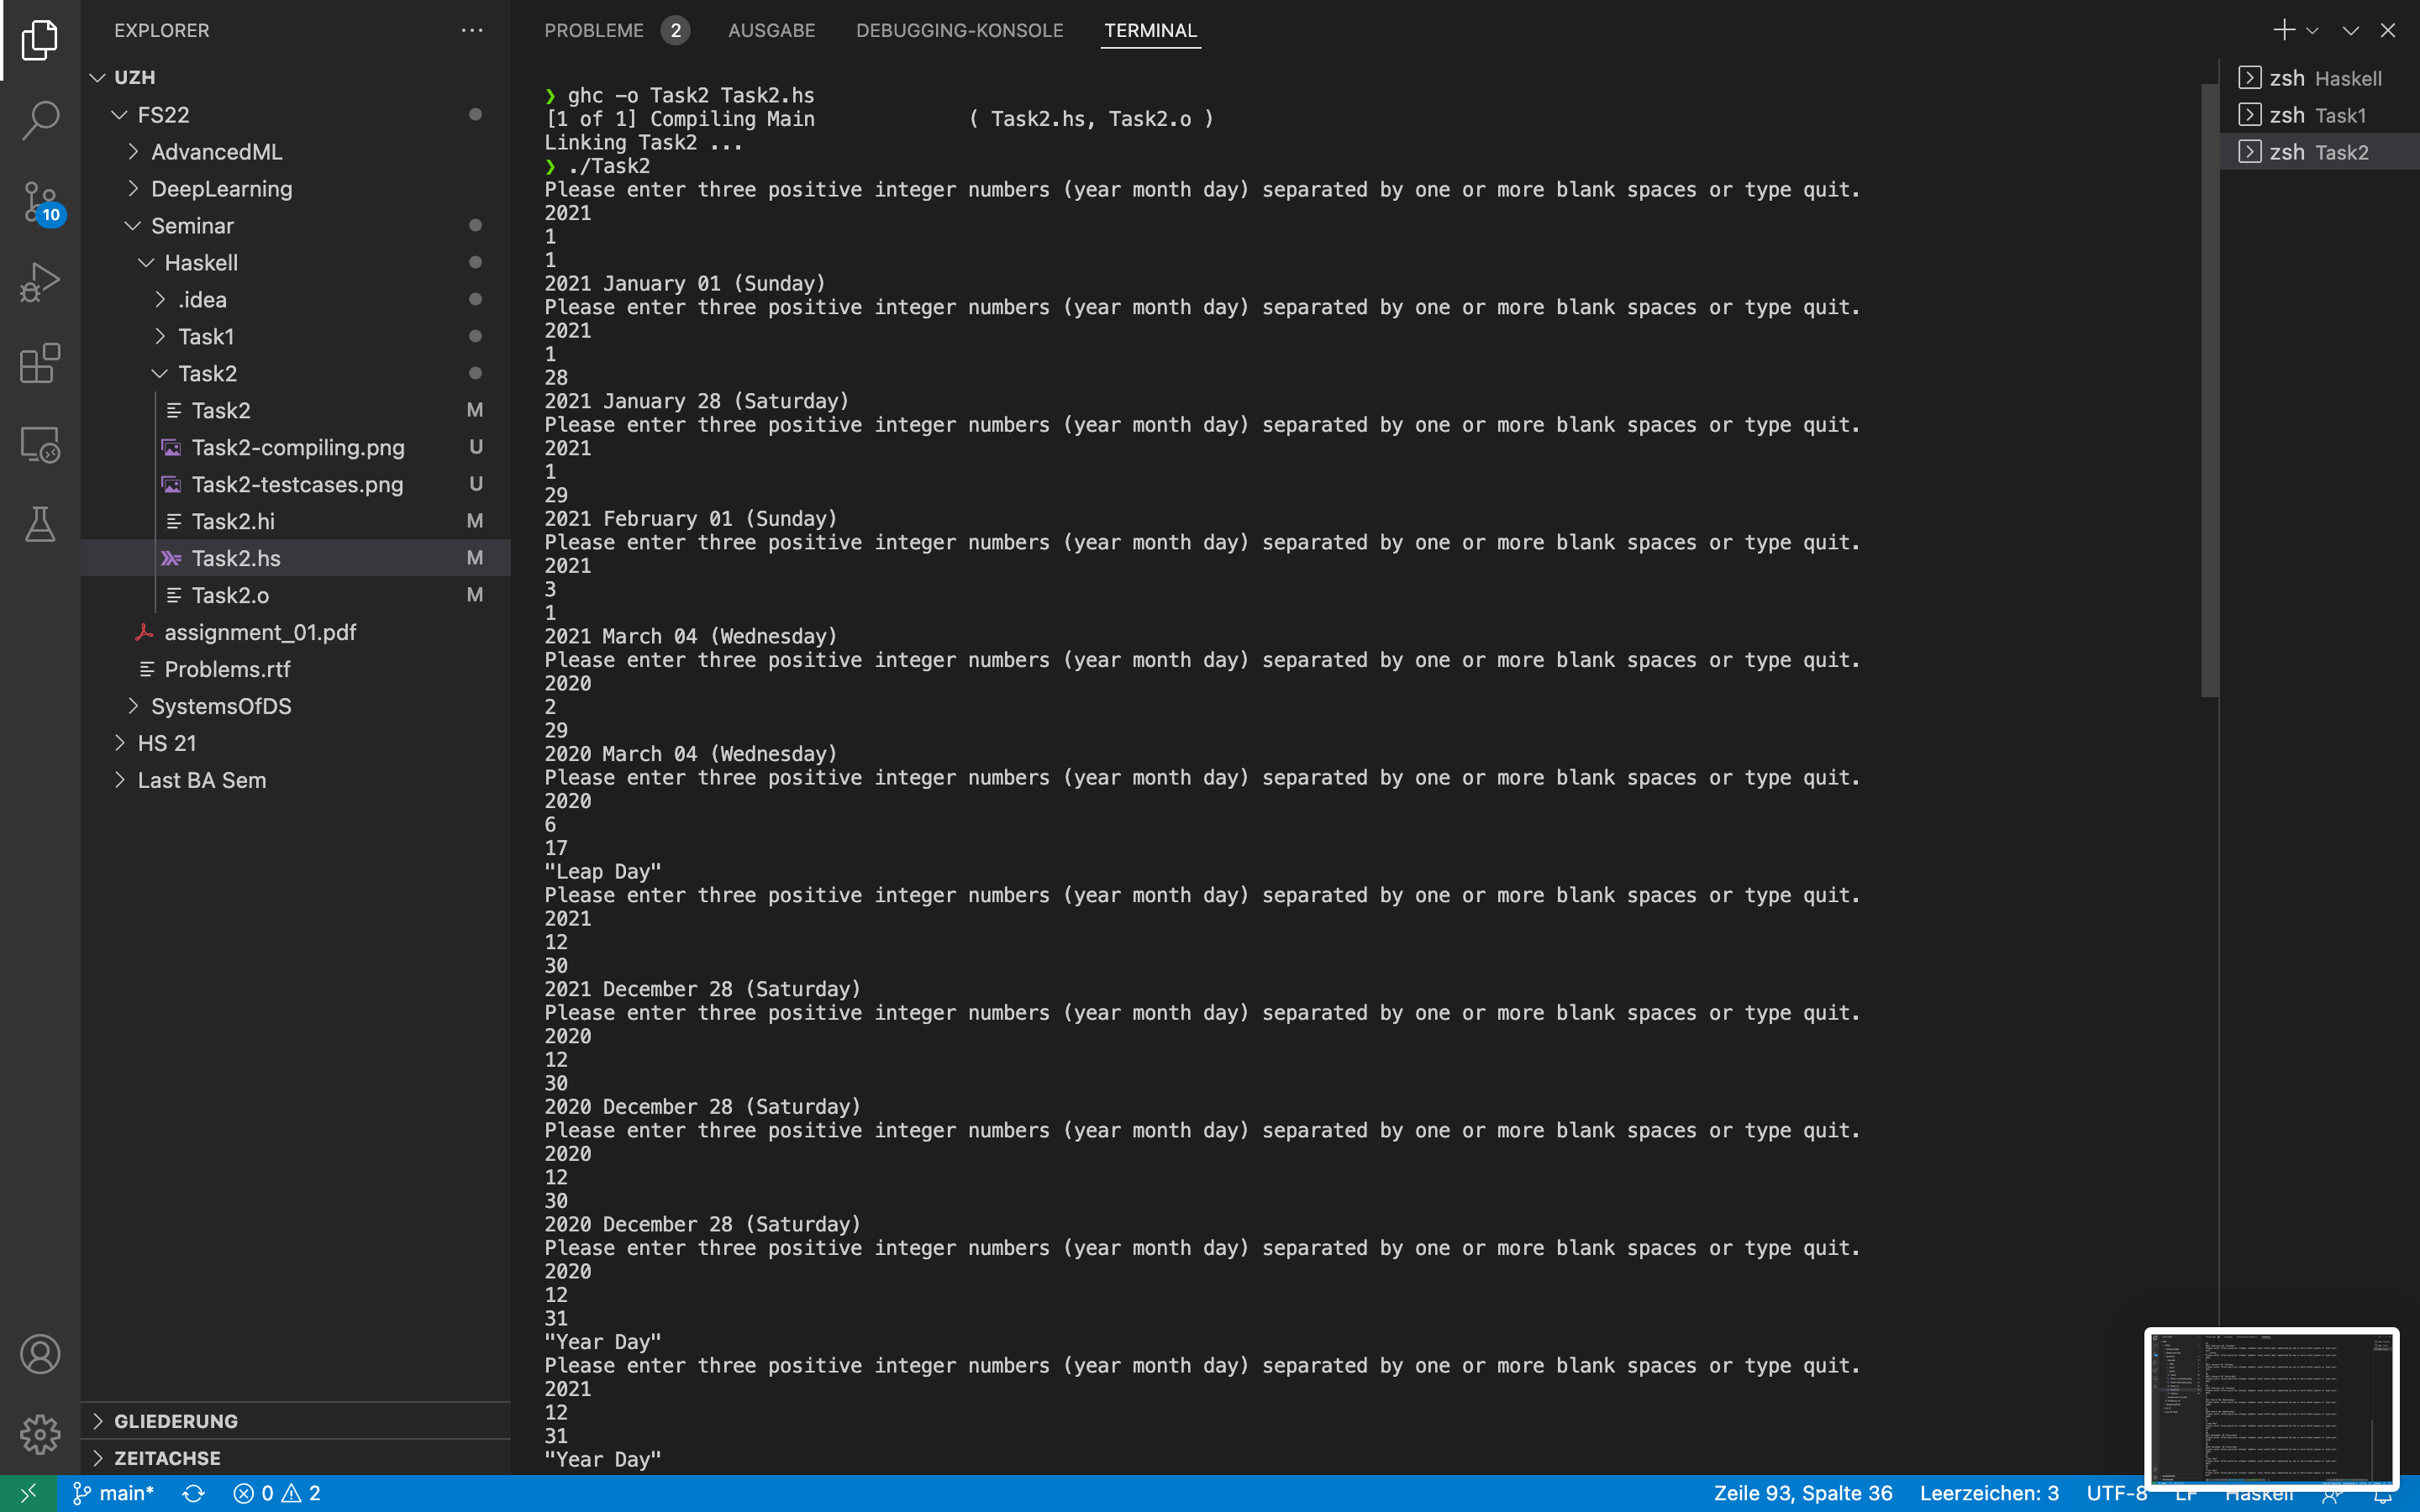 EXPLORER
UZH
FS22
AdvancedML
DeepLearning
10
Seminar
Haskell
.idea
Task1
Task2
Task2 M
Task2-compiling.png U
Task2-testcases.png U
Task2.hi M
Task2.hs M
Task2.o M
assignment_01.pdf
Problems.rtf
SystemsOfDS
HS 21
Last BA Sem
GLIEDERUNG
ZEITACHSE
PROBLEME 2 AUSGABE DEBUGGING-KONSOLE TERMINAL
❯ ghc -o Task2 Task2.hs
[1 of 1] Compiling Main ( Task2.hs, Task2.o )
Linking Task2 ...
❯ ./Task2
Please enter three positive integer numbers (year month day) separated by one or more blank spaces or type quit.
2021
1
1
2021 January 01 (Sunday)
Please enter three positive integer numbers (year month day) separated by one or more blank spaces or type quit.
2021
1
28
2021 January 28 (Saturday)
Please enter three positive integer numbers (year month day) separated by one or more blank spaces or type quit.
2021
1
29
2021 February 01 (Sunday)
Please enter three positive integer numbers (year month day) separated by one or more blank spaces or type quit.
2021
3
1
2021 March 04 (Wednesday)
Please enter three positive integer numbers (year month day) separated by one or more blank spaces or type quit.
2020
2
29
2020 March 04 (Wednesday)
Please enter three positive integer numbers (year month day) separated by one or more blank spaces or type quit.
2020
6
17
"Leap Day"
Please enter three positive integer numbers (year month day) separated by one or more blank spaces or type quit.
2021
12
30
2021 December 28 (Saturday)
Please enter three positive integer numbers (year month day) separated by one or more blank spaces or type quit.
2020
12
30
2020 December 28 (Saturday)
Please enter three positive integer numbers (year month day) separated by one or more blank spaces or type quit.
2020
12
30
2020 December 28 (Saturday)
Please enter three positive integer numbers (year month day) separated by one or more blank spaces or type quit.
2020
12
31
"Year Day"
Please enter three positive integer numbers (year month day) separated by one or more blank spaces or type quit.
2021
12
31
"Year Day"
zsh Haskell
zsh Task1
zsh Task2
main* 0 2 Zeile 93, Spalte 36 Leerzeichen: 3 UTF-8 LF Haskell